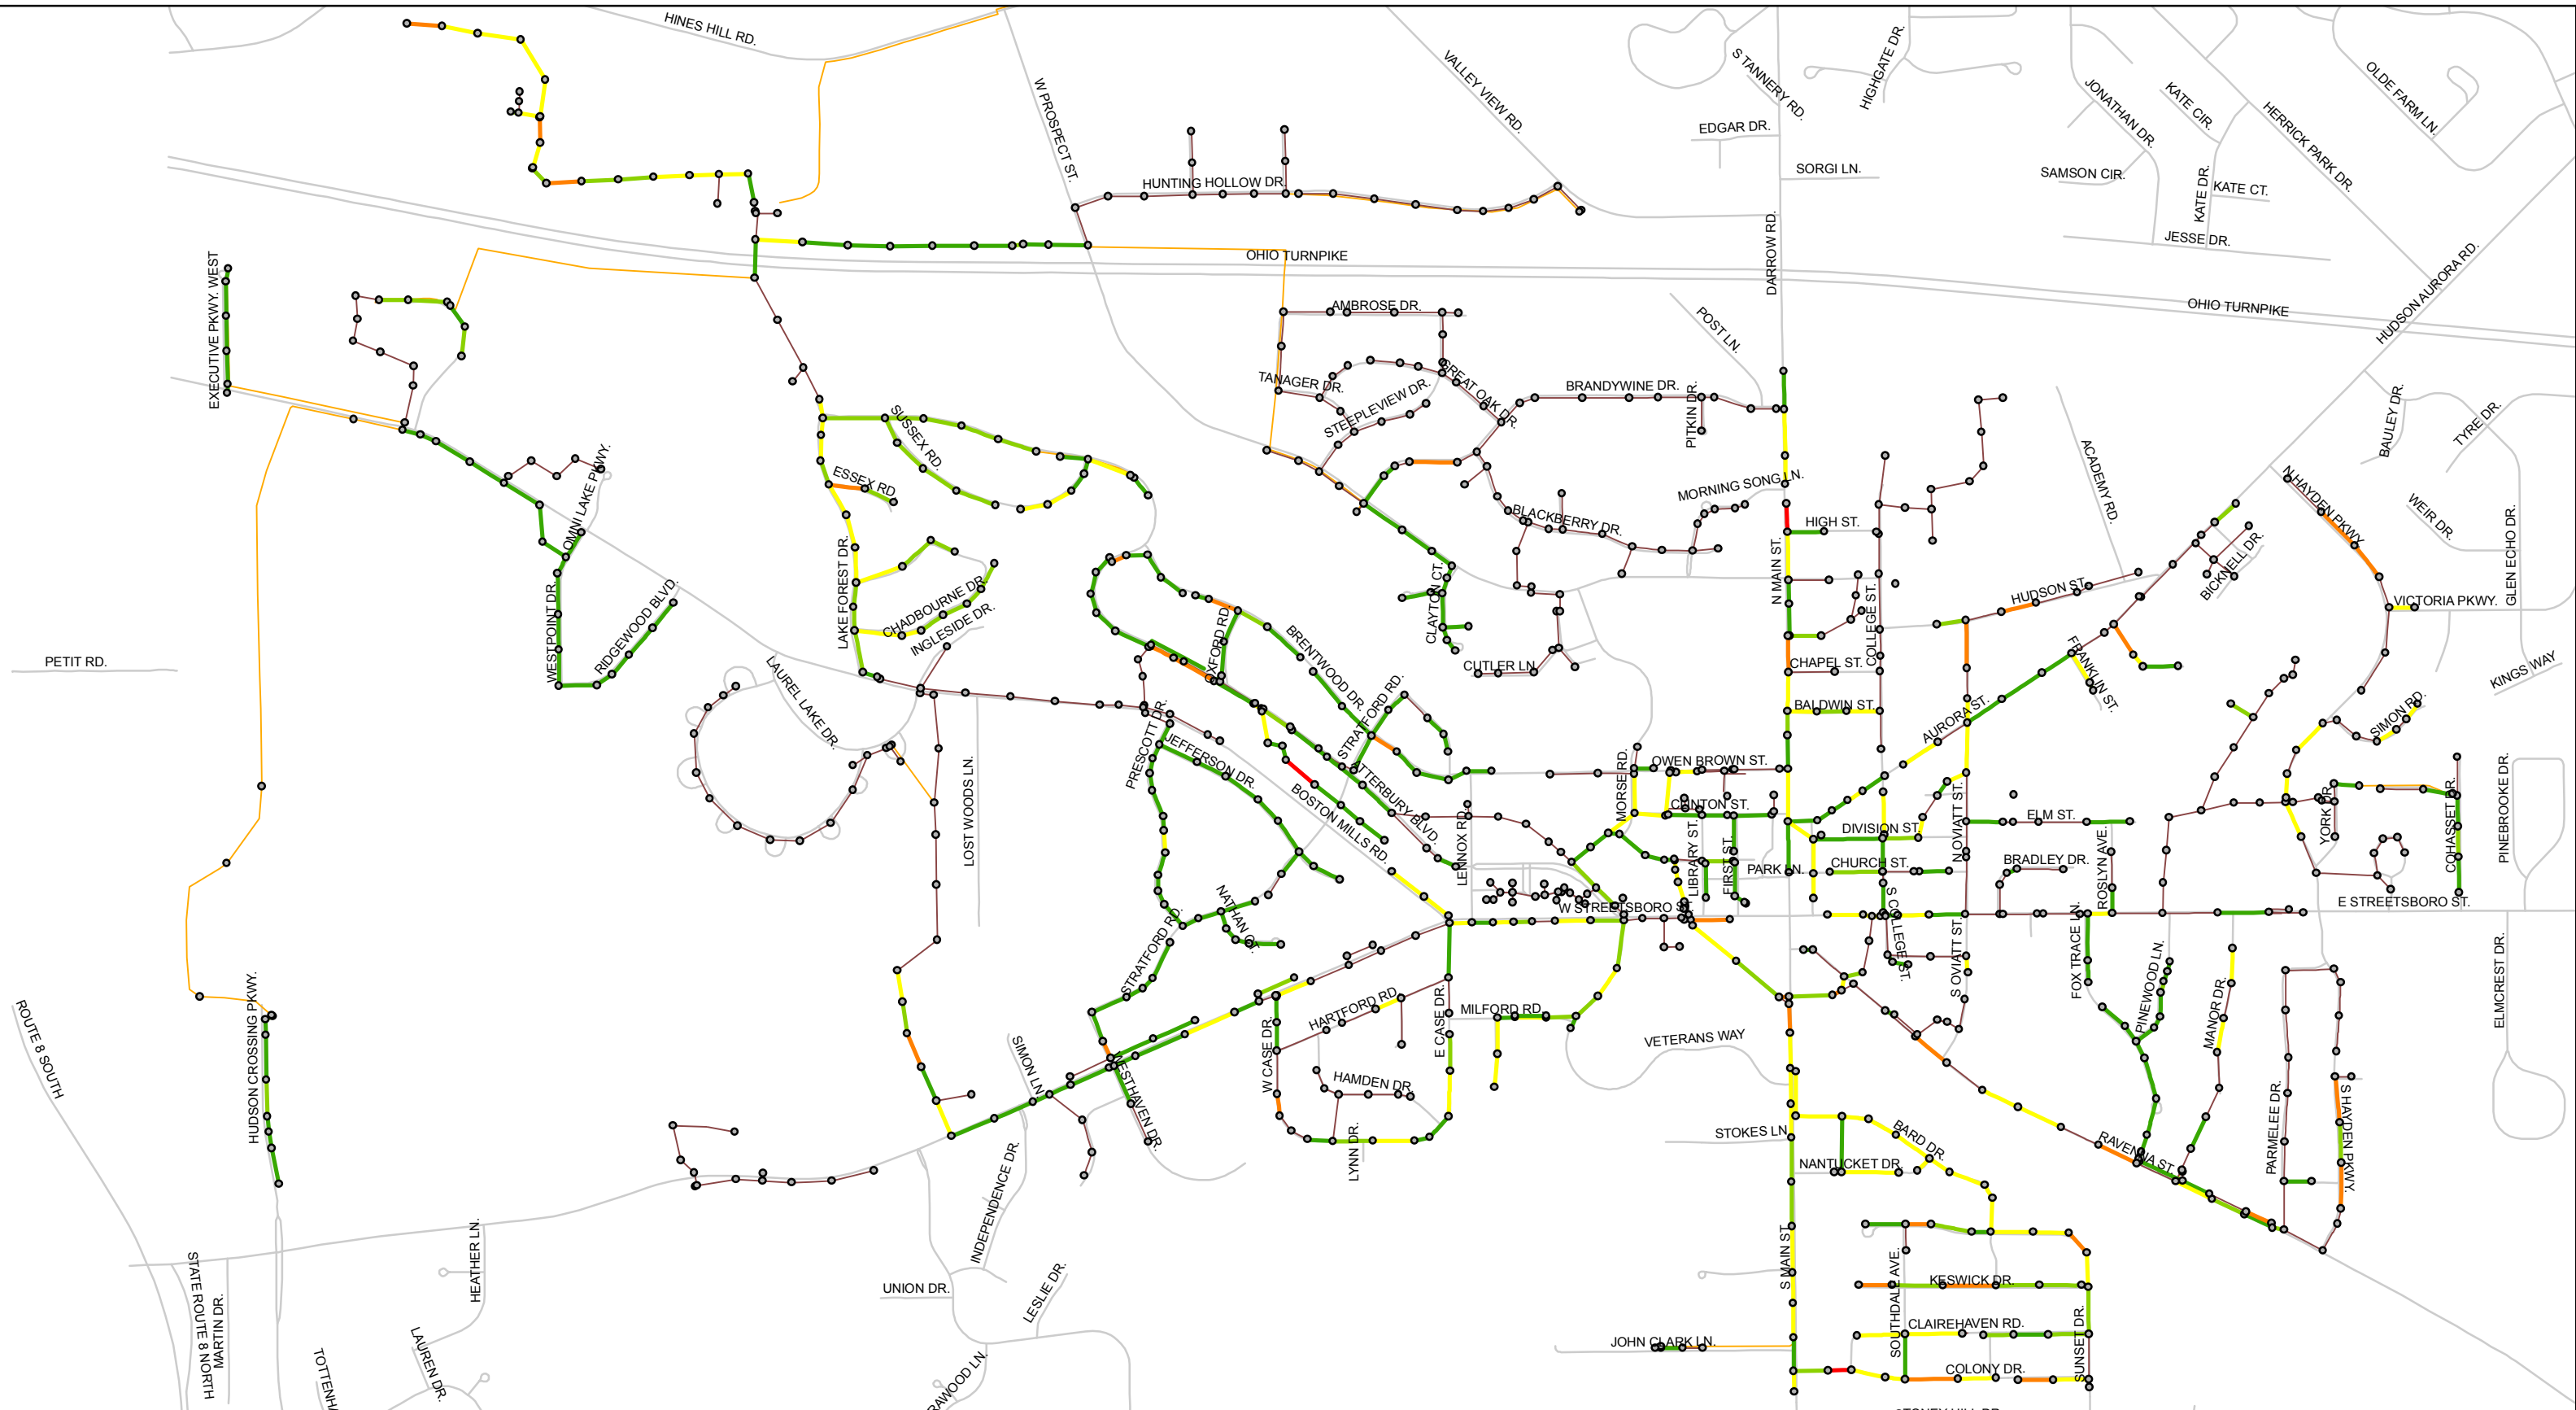 HINES HILL RD.
W PROSPECT ST.
VALLEY VIEW RD.
S TANNERY RD.
HIGHGATE DR.
JONATHAN DR.
KATE CIR.
HERRICK PARK DR.
OLDE FARM LN.
EDGAR DR.
SORGI LN.
SAMSON CIR.
KATE DR.
KATE CT.
JESSE DR.
HUNTING HOLLOW DR.
DARROW RD.
OHIO TURNPIKE
OHIO TURNPIKE
HUDSON AURORA RD.
EXECUTIVE PKWY. WEST
AMBROSE DR.
POST LN.
TANAGER DR.
STEEPLEVIEW DR.
GREAT OAK DR.
BRANDYWINE DR.
PITKIN DR.
SUSSEX RD.
ESSEX RD
OMNI LAKE PKWY.
MORNING SONG LN.
BLACKBERRY DR.
HIGH ST.
ACADEMY RD.
N HAYDEN PKWY
BAULEY DR.
TYRE DR.
WEIR DR.
GLEN ECHO DR.
BICKNELL DR.
VICTORIA PKWY.
LAKE FOREST DR.
CHADBOURNE DR.
INGLESIDE DR.
WESTPOINT DR.
RIDGEWOOD BLVD.
PETIT RD.
LAUREL LAKE DR.
BRENTWOOD DR.
STRATFORD RD.
CLAYTON CT.
CUTLER LN.
N MAIN ST.
COLLEGE ST.
CHAPEL ST.
BALDWIN ST.
HUDSON ST.
FRANKLIN ST.
AURORA ST.
KINGS WAY
SIMON RD.
PRESCOTT DR.
JEFFERSON DR.
LOST WOODS LN.
BOSTON MILLS RD.
ATTERBURY BLVD.
LENNOX RD.
MORSE RD.
OWEN BROWN ST.
CLINTON ST.
LIBRARY ST.
FIRST ST.
PARK LN.
DIVISION ST.
CHURCH ST.
N OVIATT ST.
ELM ST.
BRADLEY DR.
ROSLYN AVE.
YORK DR.
COHASSET DR.
PINEBROOKE DR.
W STREETSBORO ST.
E STREETSBORO ST.
NATHAN CT.
STRATFORD RD.
S COLLEGE ST.
S OVIATT ST.
FOX TRACE LN.
PINEWOOD LN.
MANOR DR.
ELMCREST DR.
ROUTE 8 SOUTH
HUDSON CROSSING PKWY.
SIMON LN.
WESTHAVEN DR.
W CASE DR.
HARTFORD RD
E CASE DR.
MILFORD RD.
VETERANS WAY
HAMDEN DR.
LYNN DR.
STOKES LN
BARD DR.
NANTUCKET DR.
RAVENNA ST.
PARMELEE DR.
S HAYDEN PKWY.
INDEPENDENCE DR.
HEATHER LN.
STATE ROUTE 8 NORTH
MARTIN DR.
UNION DR.
LESLIE DR.
S MAIN ST.
SOUTHDALE AVE.
KESWICK DR.
CLAIREHAVEN RD.
SUNSET DR.
JOHN CLARK LN.
COLONY DR.
LAUREN DR.